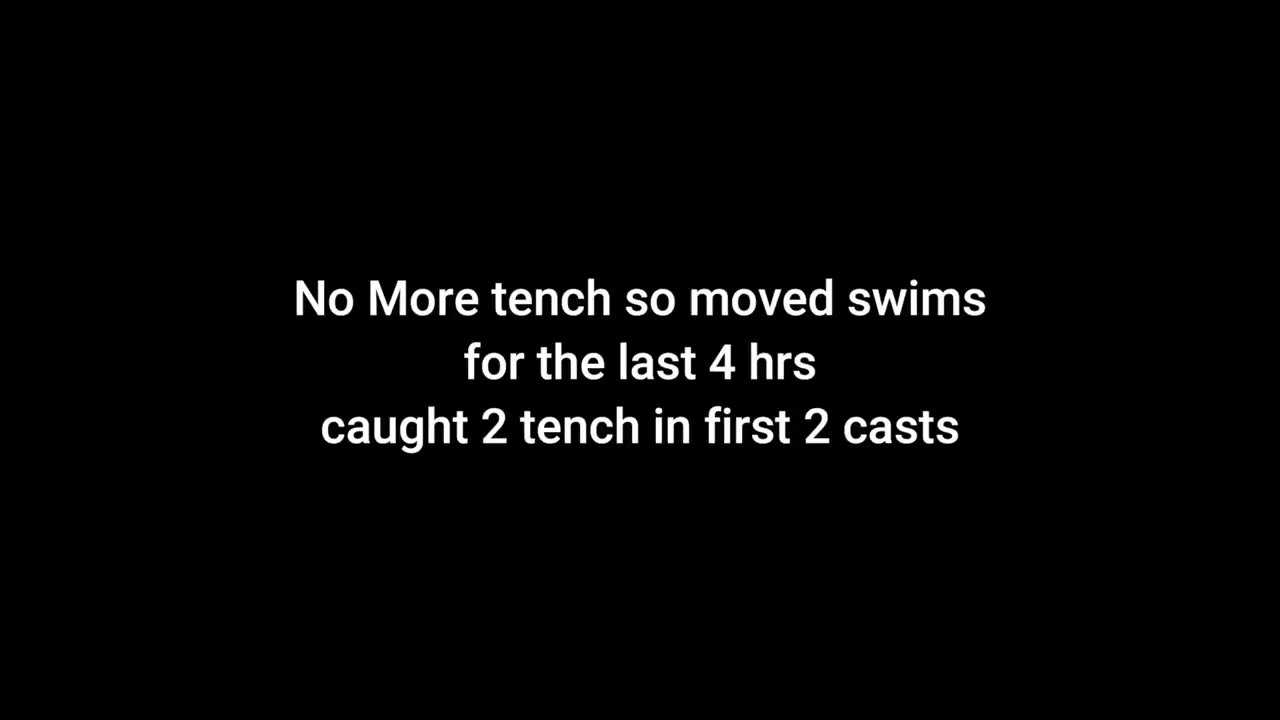 No More tench so moved swims
for the last 4 hrs
caught 2 tench in first 2 casts